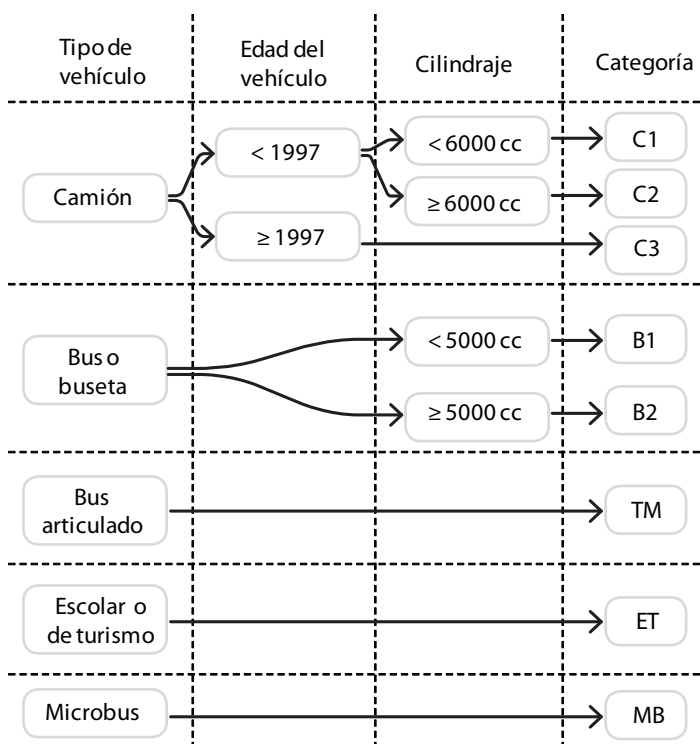 Tipo de
vehículo
Edad del
vehículo
Cilindraje
Categoría
Camión
< 1997
≥ 1997
< 6000 cc
≥ 6000 cc
C1
C2
C3
Bus o
buseta
< 5000 cc
≥ 5000 cc
B1
B2
Bus
articulado
TM
Escolar o
de turismo
ET
Microbus
MB